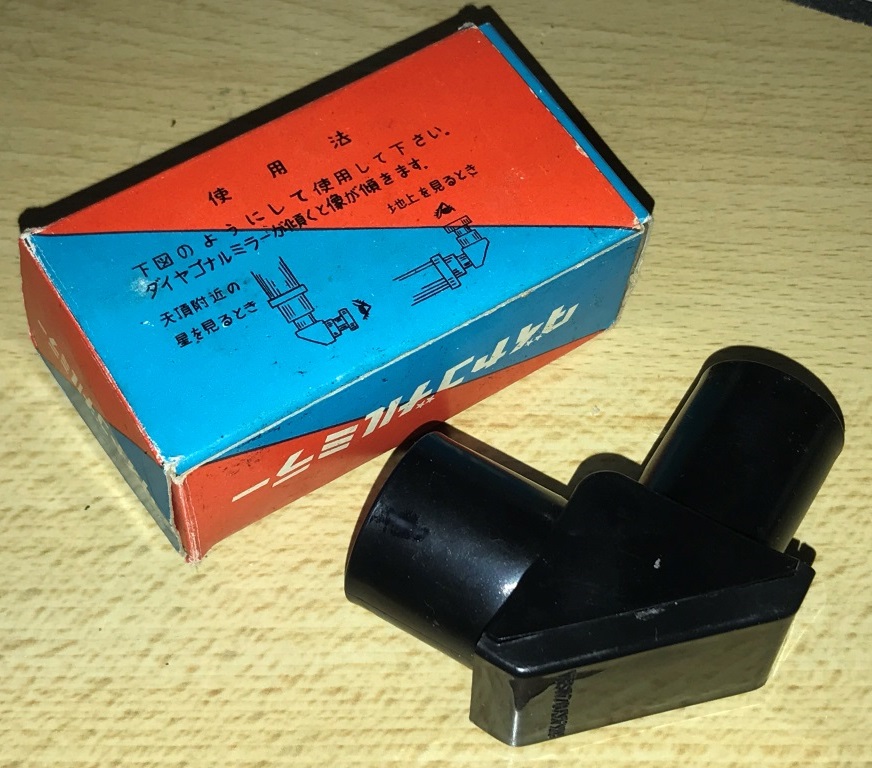 使用法
下図のようにして使用して下さい。
ダイヤゴナルミラーが傾くと像が傾きます。
地上を見るとき
天頂附近の
星を見るとき
ダイヤゴナルミラー